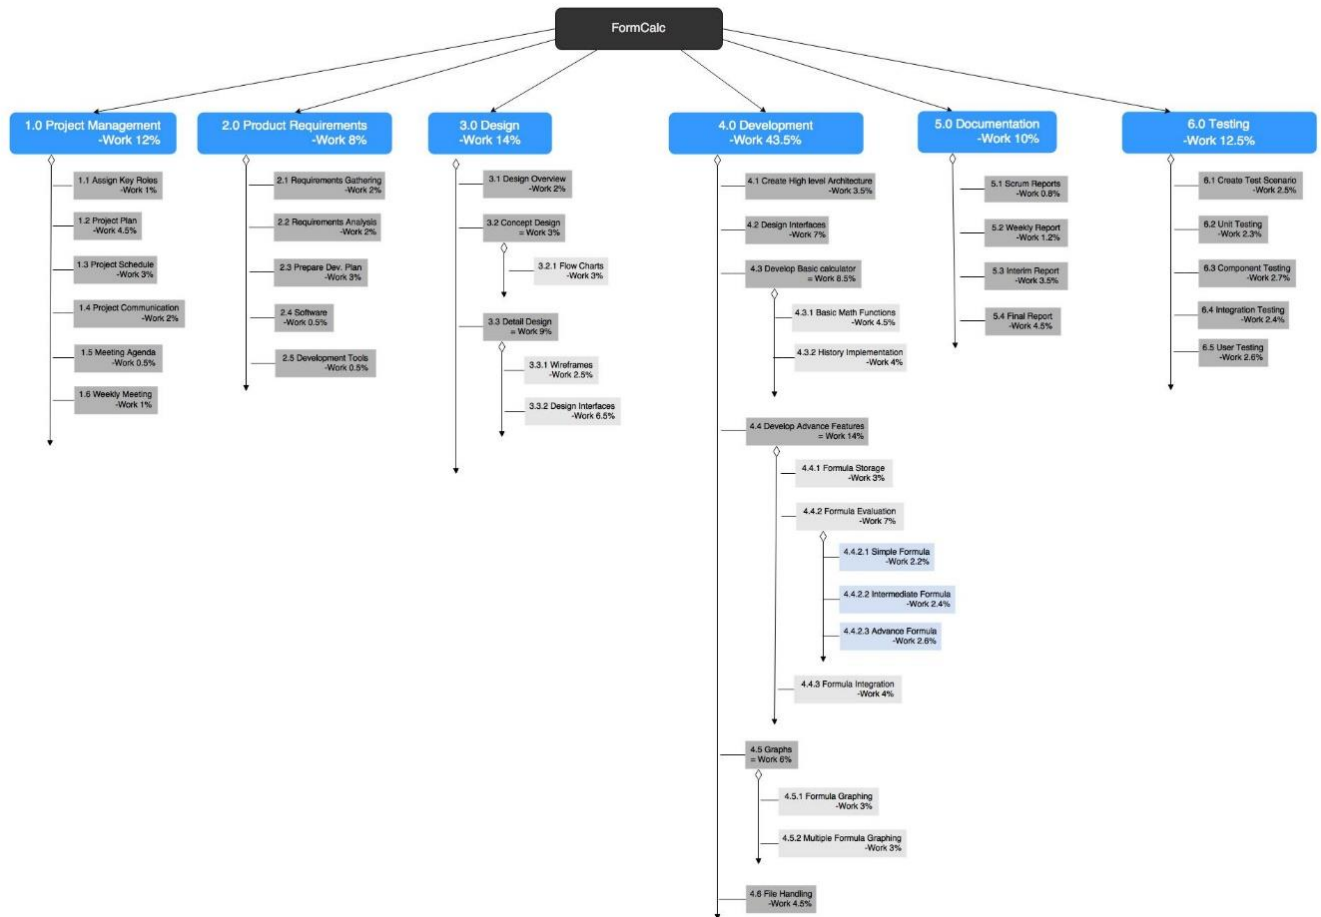 FormCalc
1.0 Project Management
-Work 12%
1.1 Assign Key Roles
-Work 1%
1.2 Project Plan
-Work 4.5%
1.3 Project Schedule
-Work 3%
1.4 Project Communication
-Work 2%
1.5 Meeting Agenda
-Work 0.5%
1.6 Weekly Meeting
-Work 1%
2.0 Product Requirements
-Work 8%
2.1 Requirements Gathering
-Work 2%
2.2 Requirements Analysis
-Work 2%
2.3 Prepare Dev. Plan
-Work 3%
2.4 Software
-Work 0.5%
2.5 Development Tools
-Work 0.5%
3.0 Design
-Work 14%
3.1 Design Overview
-Work 2%
3.2 Concept Design
= Work 3%
3.2.1 Flow Charts
-Work 3%
3.3 Detail Design
= Work 9%
3.3.1 Wireframes
-Work 2.5%
3.3.2 Design Interfaces
-Work 6.5%
4.0 Development
-Work 43.5%
4.1 Create High level Architecture
-Work 3.5%
4.2 Design Interfaces
-Work 7%
4.3 Develop Basic calculator
= Work 8.5%
4.3.1 Basic Math Functions
-Work 4.5%
4.3.2 History Implementation
-Work 4%
4.4 Develop Advance Features
= Work 14%
4.4.1 Formula Storage
-Work 3%
4.4.2 Formula Evaluation
-Work 7%
4.4.2.1 Simple Formula
-Work 2.2%
4.4.2.2 Intermediate Formula
-Work 2.4%
4.4.2.3 Advance Formula
-Work 2.6%
4.4.3 Formula Integration
-Work 4%
4.5 Graphs
= Work 6%
4.5.1 Formula Graphing
-Work 3%
4.5.2 Multiple Formula Graphing
-Work 3%
4.6 File Handling
-Work 4.5%
5.0 Documentation
-Work 10%
5.1 Scrum Reports
-Work 0.8%
5.2 Weekly Report
-Work 1.2%
5.3 Interim Report
-Work 3.5%
5.4 Final Report
-Work 4.5%
6.0 Testing
-Work 12.5%
6.1 Create Test Scenario
-Work 2.5%
6.2 Unit Testing
-Work 2.3%
6.3 Component Testing
-Work 2.7%
6.4 Integration Testing
-Work 2.4%
6.5 User Testing
-Work 2.6%